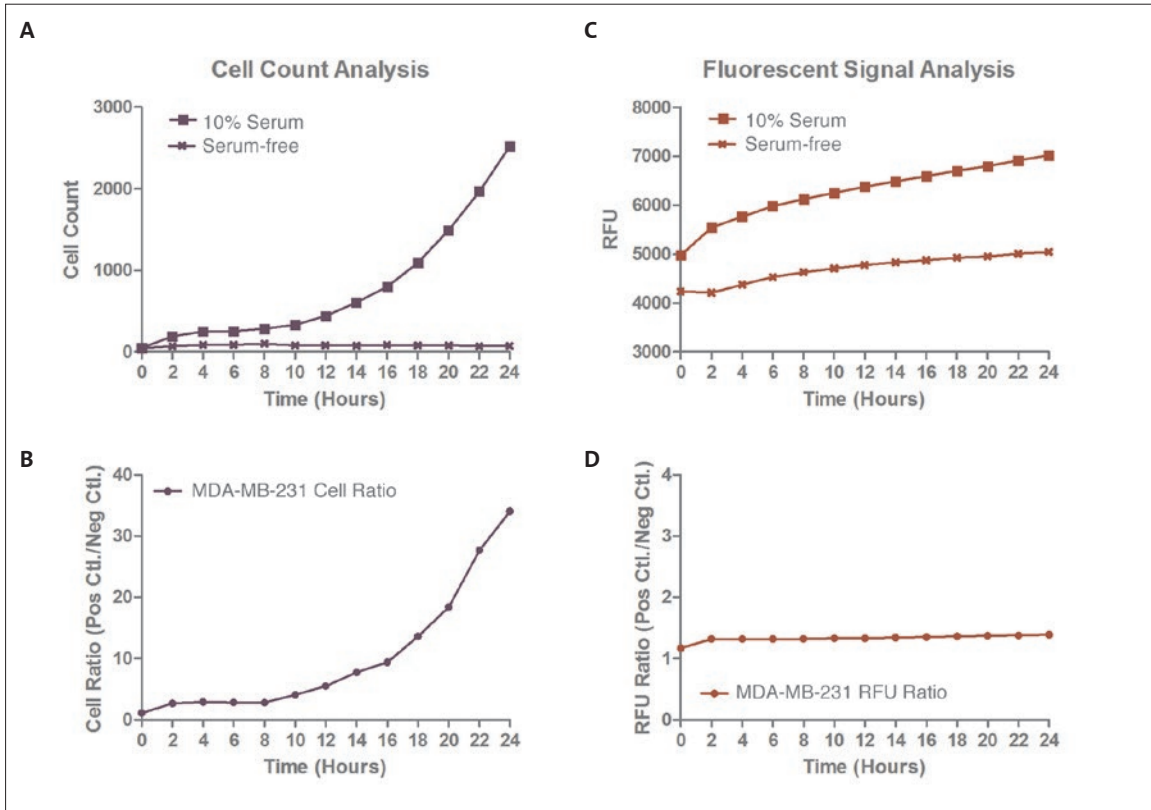 A
Cell Count Analysis
3000
2000
1000
0
10% Serum
Serum-free
Cell Count
0 2 4 6 8 10 12 14 16 18 20 22 24
Time (Hours)
B
40
30
20
10
0
MDA-MB-231 Cell Ratio
Cell Ratio (Pos Ctl./Neg Ctl.)
0 2 4 6 8 10 12 14 16 18 20 22 24
Time (Hours)
C
Fluorescent Signal Analysis
8000
7000
6000
5000
4000
3000
10% Serum
Serum-free
RFU
0 2 4 6 8 10 12 14 16 18 20 22 24
Time (Hours)
D
4
3
2
1
0
MDA-MB-231 RFU Ratio
RFU Ratio (Pos Ctl./Neg Ctl.)
0 2 4 6 8 10 12 14 16 18 20 22 24
Time (Hours)